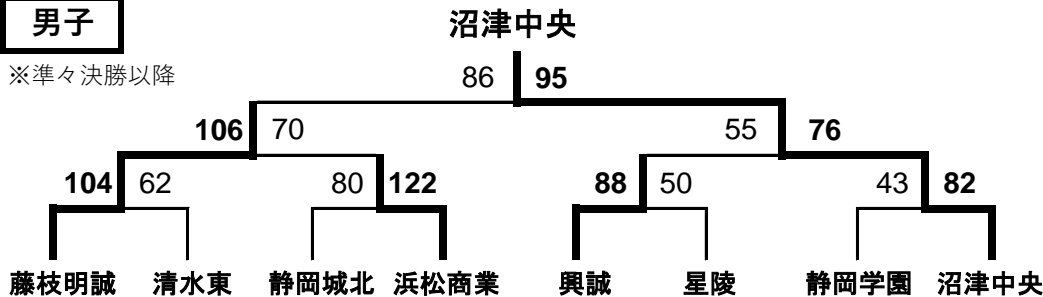 男子
沼津中央
※準々決勝以降
86 95
106 70 55 76
104 62 80 122 88 50 43 82
藤枝明誠 清水東 静岡城北 浜松商業 興誠 星陵 静岡学園 沼津中央